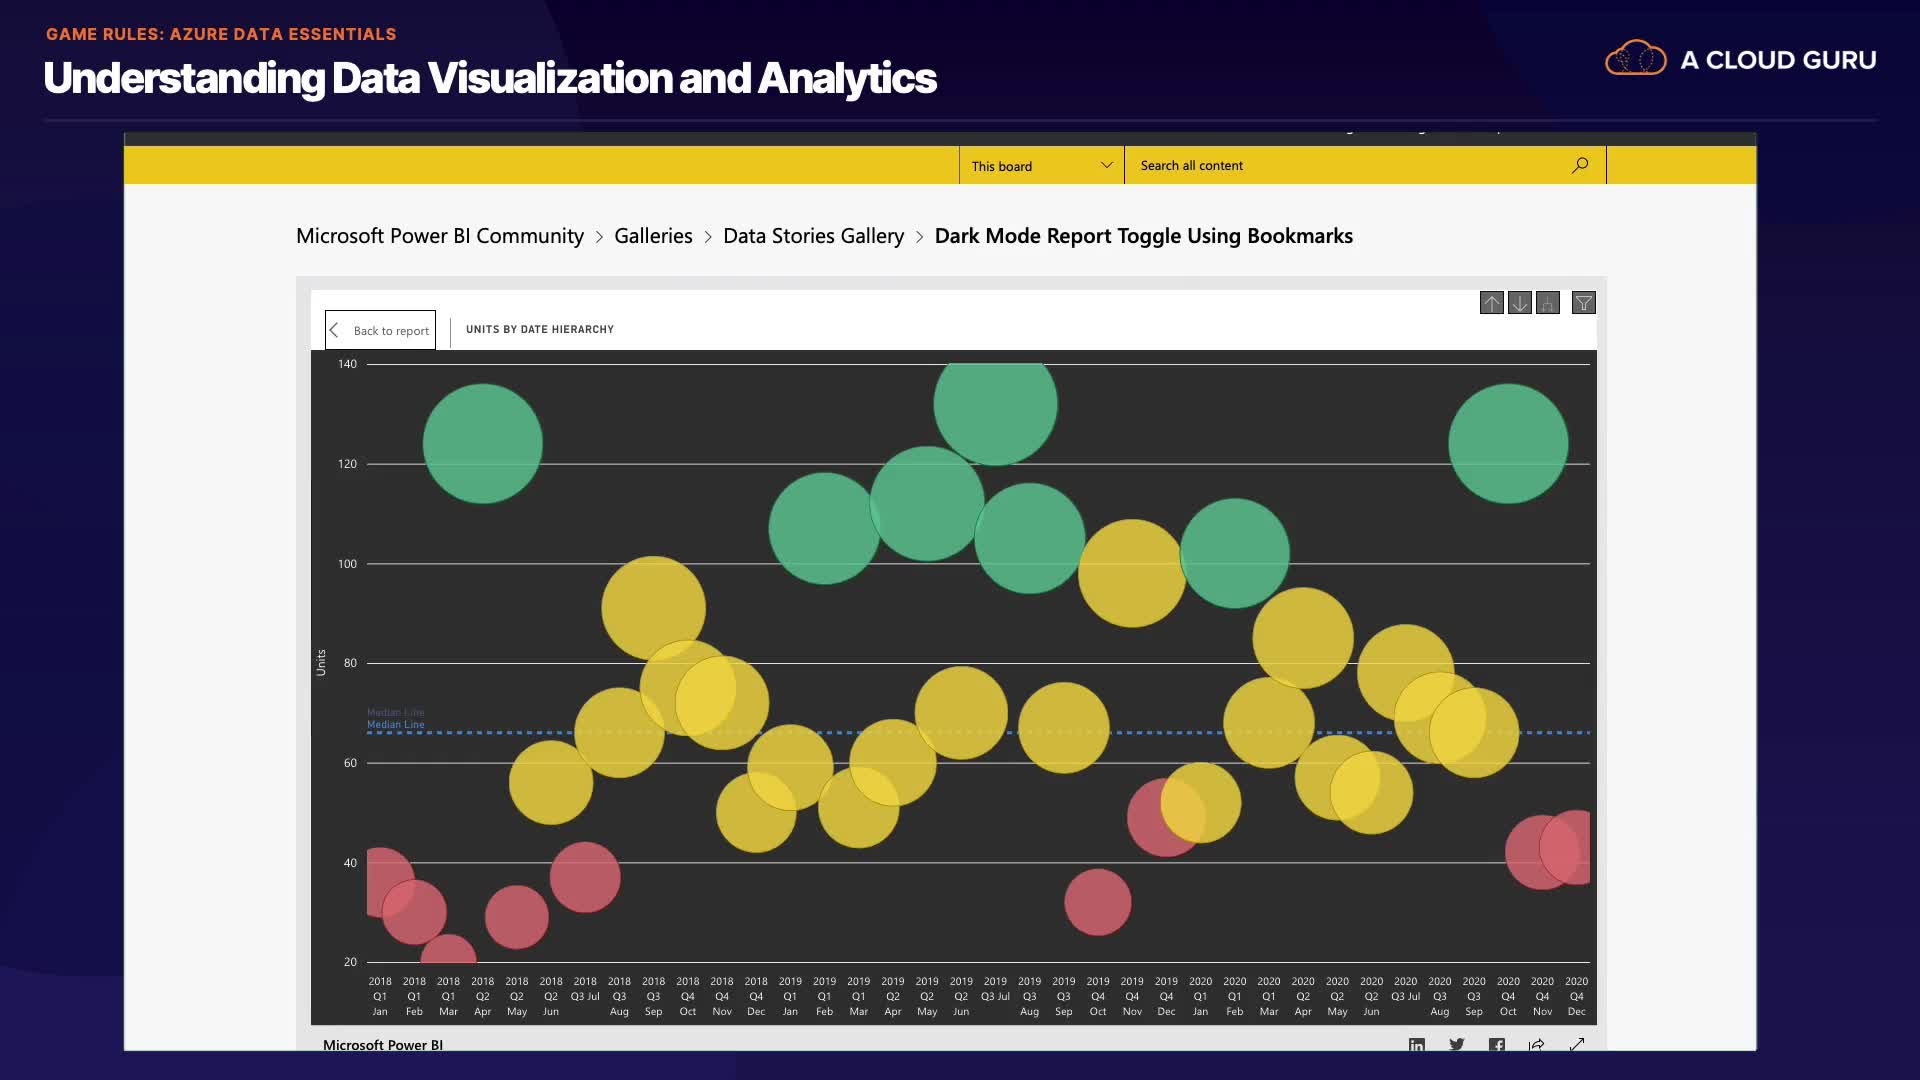 GAME RULES: AZURE DATA ESSENTIALS
Understanding Data Visualization and Analytics
A CLOUD GURU
This board
Search all content
Microsoft Power BI Community > Galleries > Data Stories Gallery > Dark Mode Report Toggle Using Bookmarks
Back to report
UNITS BY DATE HIERARCHY
140
120
100
80
60
40
20
Units
Median Line
Median Line
2018 2018 2018 2018 2018 2018 2018 2018 2018 2018 2018 2018 2019 2019 2019 2019 2019 2019 2019 2019 2019 2019 2019 2019 2020 2020 2020 2020 2020 2020 2020 2020 2020 2020 2020 2020
Q1 Q1 Q1 Q2 Q2 Q2 Q3 Jul Q3 Q3 Q4 Q4 Q4 Q1 Q1 Q1 Q2 Q2 Q2 Q3 Jul Q3 Q3 Q4 Q4 Q4 Q1 Q1 Q1 Q2 Q2 Q2 Q3 Jul Q3 Q3 Q4 Q4 Q4
Jan Feb Mar Apr May Jun Aug Sep Oct Nov Dec Jan Feb Mar Apr May Jun Aug Sep Oct Nov Dec Jan Feb Mar Apr May Jun Aug Sep Oct Nov Dec
Microsoft Power BI